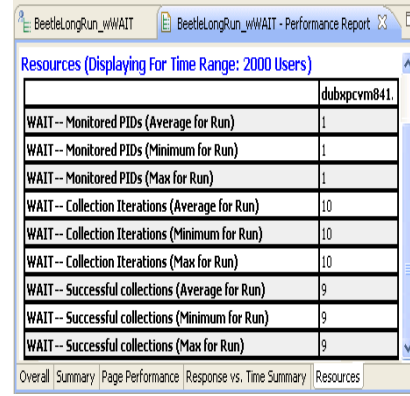 BeetleLongRun_wWAIT BeetleLongRun_wWAIT - Performance Report
Resources (Displaying For Time Range: 2000 Users)
dubxpcvm841.
WAIT-- Monitored PIDs (Average for Run) 1
WAIT-- Monitored PIDs (Minimum for Run) 1
WAIT-- Monitored PIDs (Max for Run) 1
WAIT-- Collection Iterations (Average for Run) 10
WAIT-- Collection Iterations (Minimum for Run) 10
WAIT-- Collection Iterations (Max for Run) 10
WAIT-- Successful collections (Average for Run) 9
WAIT-- Successful collections (Minimum for Run) 9
WAIT-- Successful collections (Max for Run) 9
Overall Summary Page Performance Response vs. Time Summary Resources